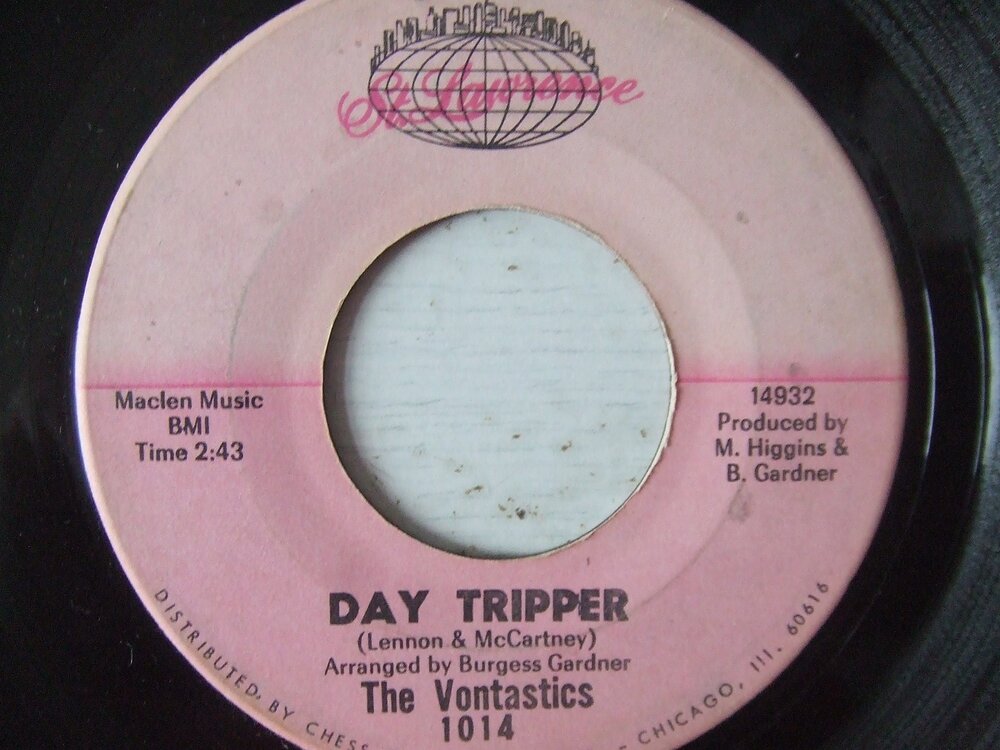 St. Lawrence
Maclen Music
BMI
Time 2:43
14932
Produced by
M. Higgins &
B. Gardner
DAY TRIPPER
(Lennon & McCartney)
Arranged by Burgess Gardner
The Vontastics
1014
DISTRIBUTED. BY CHESS
CHICAGO, Ill. 60616